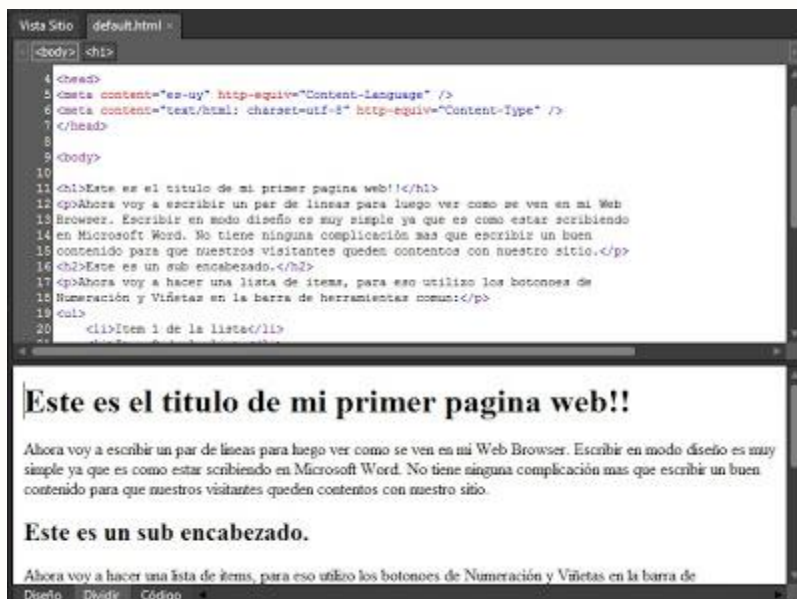 Vista Sitio default.html ×
<body> <h1>
4 <head>
5 <meta content="es-uy" http-equiv="Content-Language" />
6 <meta content="text/html; charset=utf-8" http-equiv="Content-Type" />
7 </head>
8
9 <body>
10
11 <h1>Este es el titulo de mi primer pagina web!!</h1>
12 <p>Ahora voy a escribir un par de lineas para luego ver como se ven en mi Web
13 Browser. Escribir en modo diseño es muy simple ya que es como estar scribiendo
14 en Microsoft Word. No tiene ninguna complicación mas que escribir un buen
15 contenido para que nuestros visitantes queden contentos con nuestro sitio.</p>
16 <h2>Este es un sub encabezado.</h2>
17 <p>Ahora voy a hacer una lista de items, para eso utilizo los botonoes de
18 Numeración y Viñetas en la barra de herramientas comun:</p>
19 <ul>
20 <li>Item 1 de la lista</li>
Este es el titulo de mi primer pagina web!!
Ahora voy a escribir un par de lineas para luego ver como se ven en mi Web Browser. Escribir en modo diseño es muy
simple ya que es como estar scribiendo en Microsoft Word. No tiene ninguna complicación mas que escribir un buen
contenido para que nuestros visitantes queden contentos con nuestro sitio.
Este es un sub encabezado.
Ahora voy a hacer una lista de items, para eso utilizo los botonoes de Numeración y Viñetas en la barra de
Diseño Dividir Código